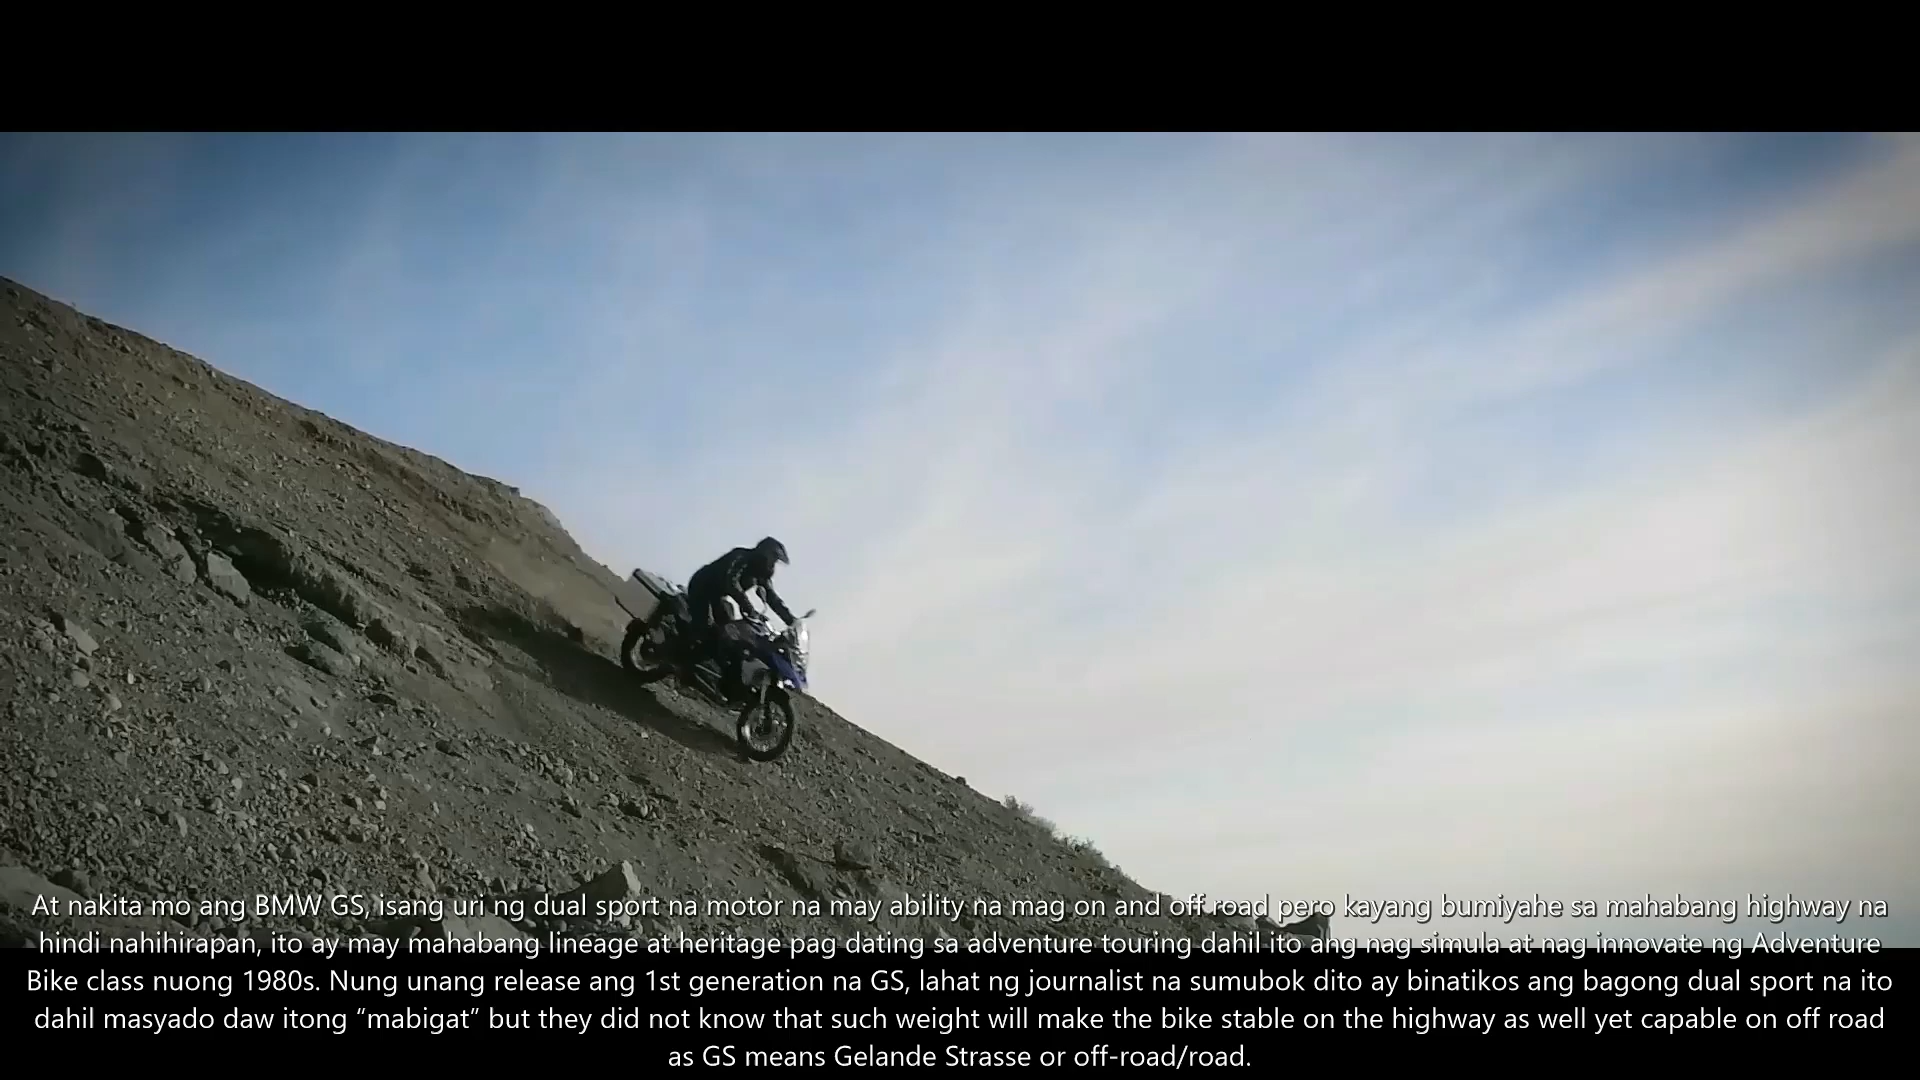 At nakita mo ang BMW GS, isang uri ng dual sport na motor na may ability na mag on and off road pero kayang bumiyahe sa mahabang highway na
hindi nahihirapan, ito ay may mahabang lineage at heritage pag dating sa adventure touring dahil ito ang nag simula at nag innovate ng Adventure
Bike class nuong 1980s. Nung unang release ang 1st generation na GS, lahat ng journalist na sumubok dito ay binatikos ang bagong dual sport na ito
dahil masyado daw itong “mabigat” but they did not know that such weight will make the bike stable on the highway as well yet capable on off road
as GS means Gelande Strasse or off-road/road.